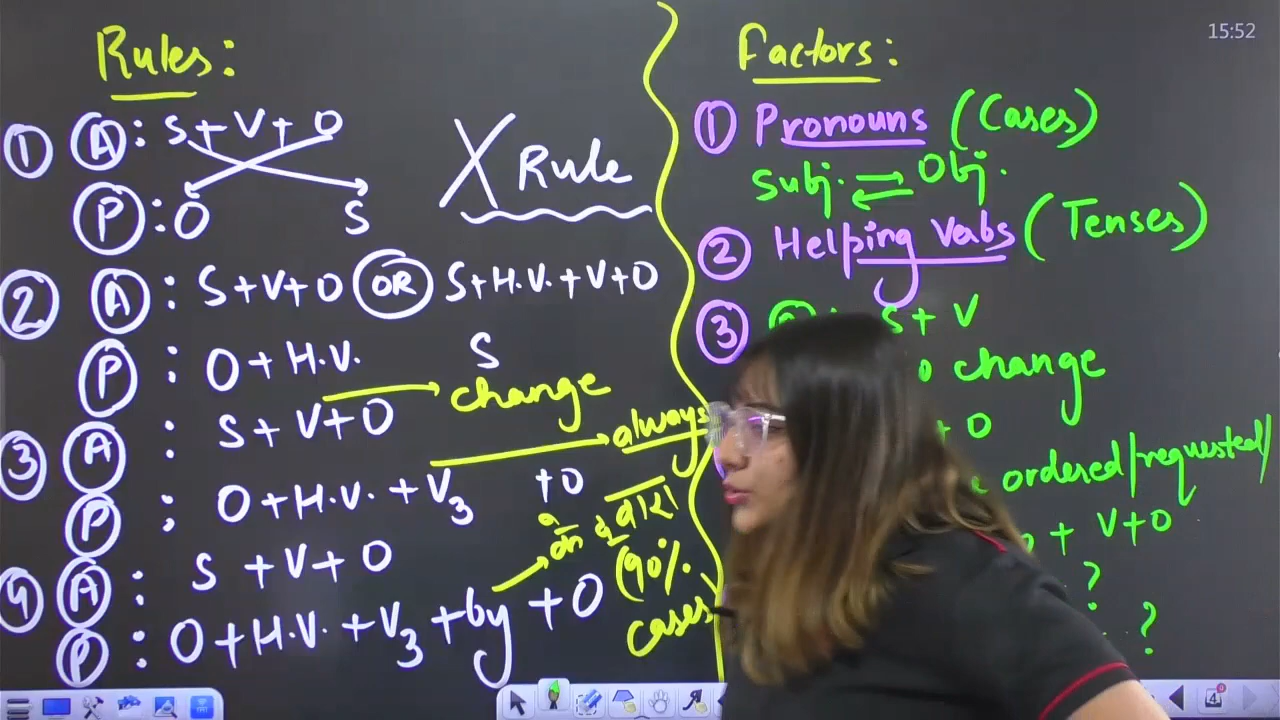 15:52
Rules:
① Ⓐ: S+V+O
Ⓟ: O S
X Rule
② Ⓐ: S+V+O OR S+H.V.+V+O
Ⓟ: O+H.V. S
change
③ Ⓐ: S+V+O
always
Ⓟ: O+H.V.+V3 +O
के द्वारा
(90%
cases
④ Ⓐ: S+V+O
Ⓟ: O+H.V.+V3+by+O
Factors:
① Pronouns (Cases)
Subj. ⇌ Obj.
② Helping Verbs (Tenses)
③ S+V
change
+O
ordered/requested/
+V+O
?
?